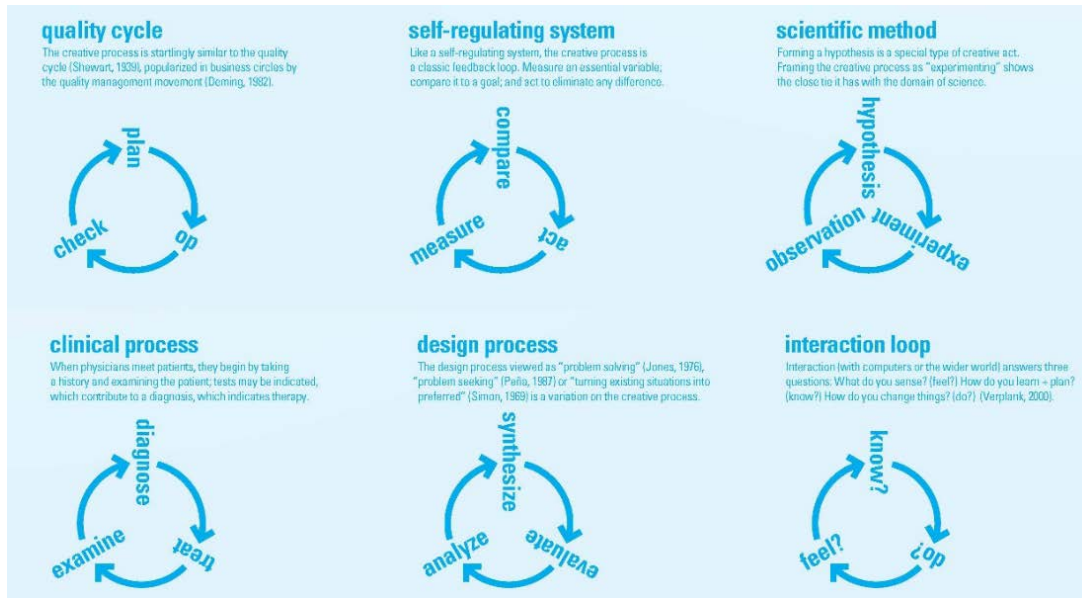 quality cycle
The creative process is startlingly similar to the quality
cycle (Shewart, 1939), popularized in business circles by
the quality management movement (Deming, 1982).
plan
do
check
self-regulating system
Like a self-regulating system, the creative process is
a classic feedback loop. Measure an essential variable;
compare it to a goal; and act to eliminate any difference.
compare
act
measure
scientific method
Forming a hypothesis is a special type of creative act.
Framing the creative process as "experimenting" shows
the close tie it has with the domain of science.
hypothesis
experiment
observation
clinical process
When physicians meet patients, they begin by taking
a history and examining the patient; tests may be indicated,
which contribute to a diagnosis, which indicates therapy.
diagnose
treat
examine
design process
The design process viewed as "problem solving" (Jones, 1976),
"problem seeking" (Peña, 1987) or "turning existing situations into
preferred" (Simon, 1969) is a variation on the creative process.
synthesize
evaluate
analyze
interaction loop
Interaction (with computers or the wider world) answers three
questions: What do you sense? (feel?) How do you learn + plan?
(know?) How do you change things? (do?) (Verplank, 2000).
know?
do?
feel?